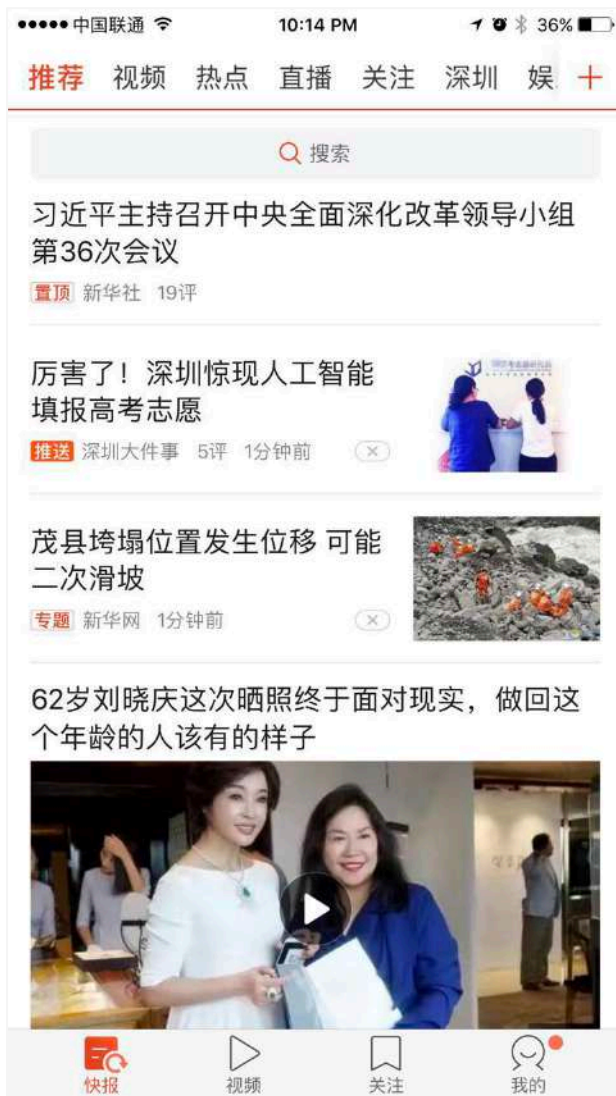 中国联通 10:14 PM 36%
推荐 视频 热点 直播 关注 深圳 娱
搜索
习近平主持召开中央全面深化改革领导小组
第36次会议
置顶 新华社 19评
厉害了！深圳惊现人工智能
填报高考志愿
推送 深圳大件事 5评 1分钟前
茂县垮塌位置发生位移 可能
二次滑坡
专题 新华网 1分钟前
62岁刘晓庆这次晒照终于面对现实，做回这
个年龄的人该有的样子
快报 视频 关注 我的